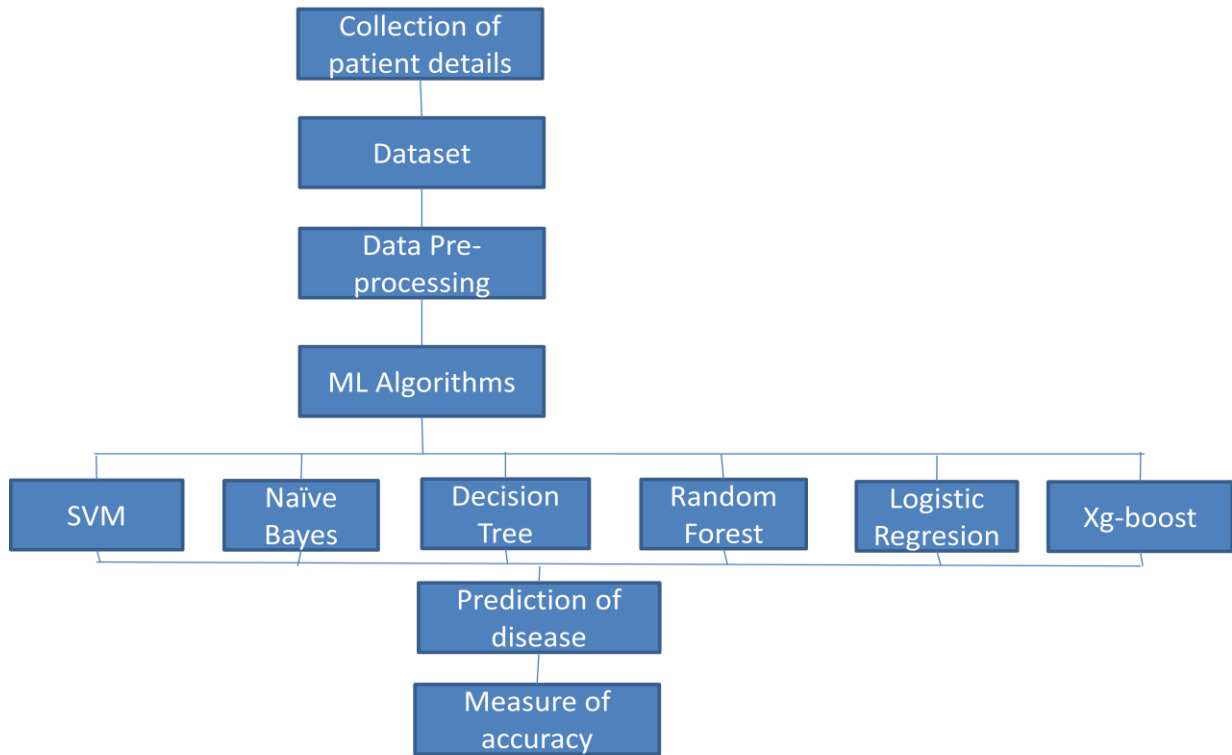 Collection of
patient details
Dataset
Data Pre-
processing
ML Algorithms
SVM
Naïve
Bayes
Decision
Tree
Random
Forest
Logistic
Regresion
Xg-boost
Prediction of
disease
Measure of
accuracy